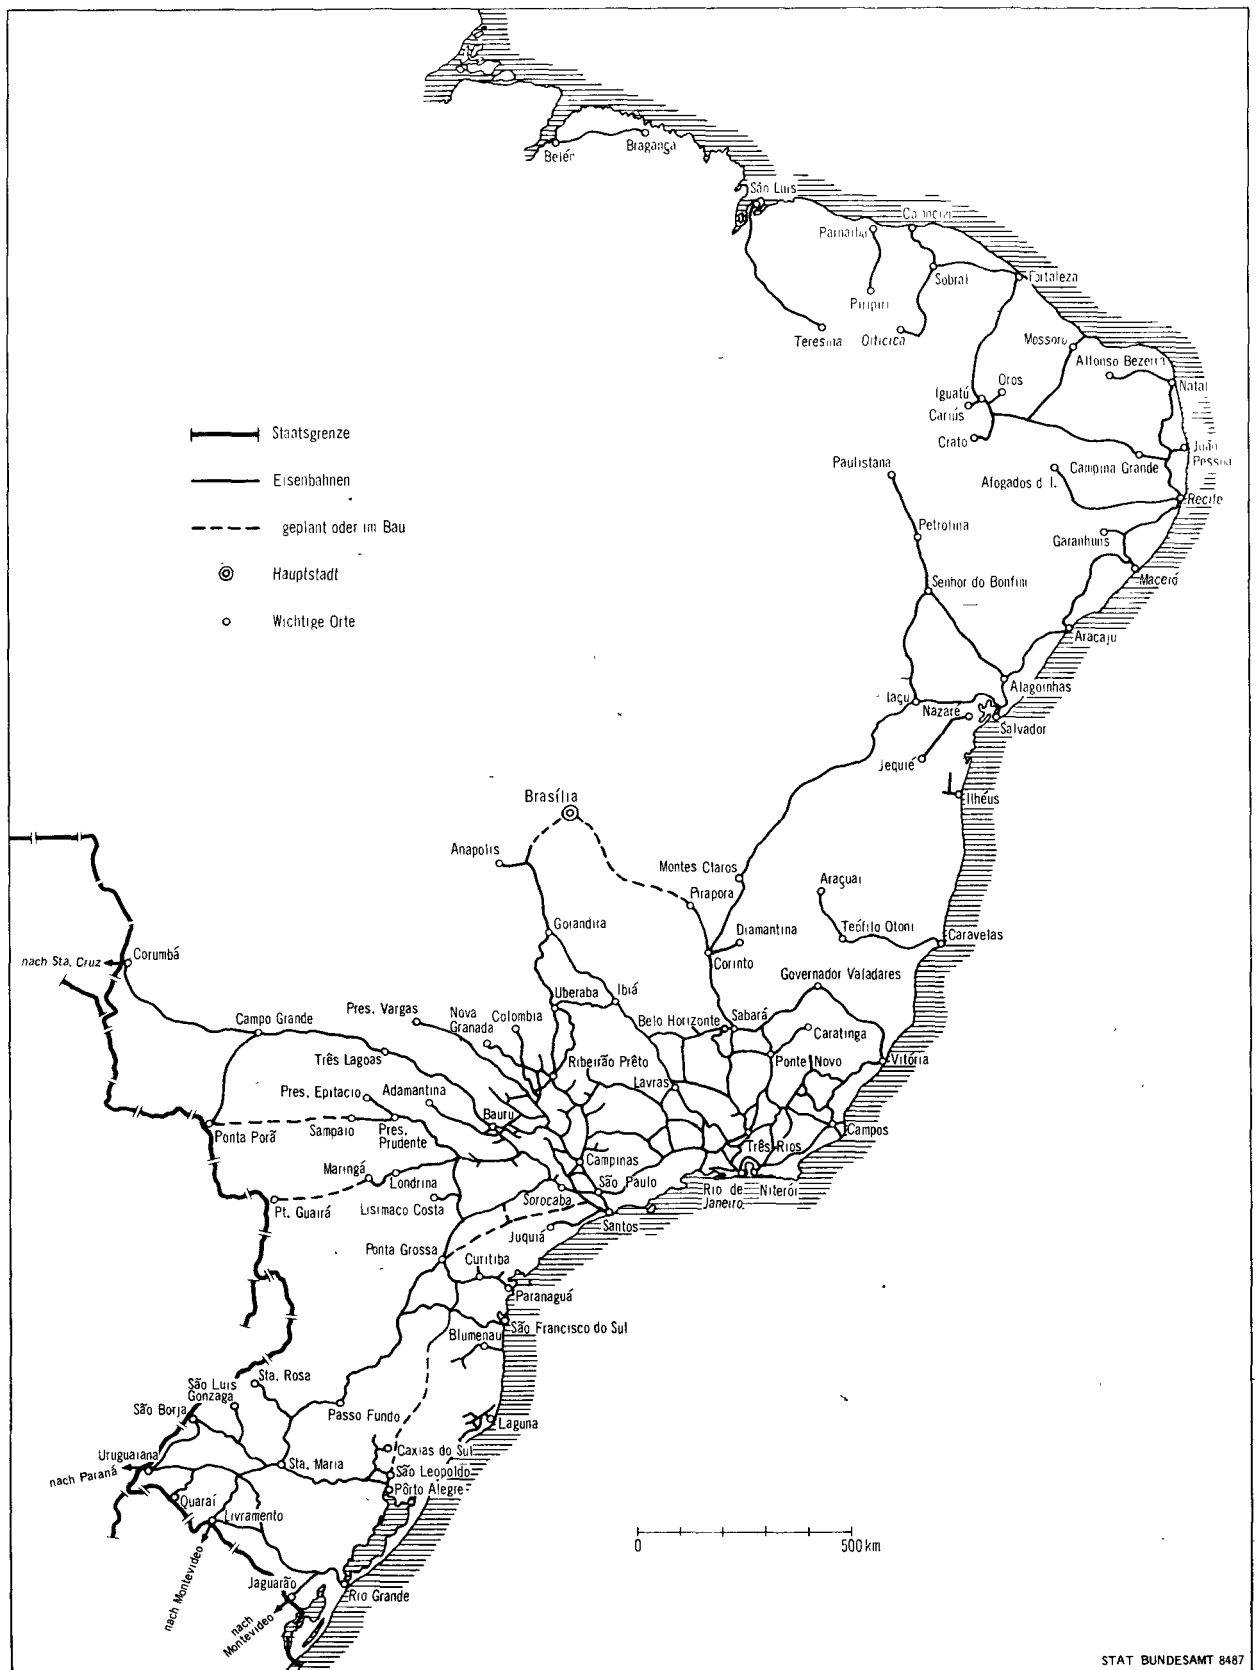 Belém
Bragança
São Luis
Camocim
Parnaíba
Sobral
Fortaleza
Piripiri
Teresina
Oiticica
Mossoró
Alfonso Bezerra
Natal
Oros
Iguatú
Cariús
Crato
João
Pessoa
Campina Grande
Paulistana
Afogados d. I.
Recife
Petrolina
Garanhuns
Maceió
Senhor do Bonfim
Aracaju
Alagoinhas
Iaçu
Nazaré
Salvador
Jequié
Ilhéus
Staatsgrenze
Eisenbahnen
geplant oder im Bau
Hauptstadt
Wichtige Orte
Brasília
Anapolis
Montes Claros
Pirapora
Araçuai
Goiandira
Diamantina
Teófilo Otoni
Caravelas
Corinto
nach Sta. Cruz
Corumbá
Governador Valadares
Uberaba
Ibiá
Pres. Vargas
Nova
Granada
Colombia
Belo Horizonte
Sabará
Caratinga
Campo Grande
Três Lagoas
Ribeirão Prêto
Ponte Novo
Vitória
Lavras
Pres. Epitacio
Adamantina
Bauru
Ponta Porã
Sampaio
Pres.
Prudente
Campos
Três Rios
Maringá
Londrina
Campinas
São Paulo
Rio de
Janeiro
Niterói
Pt. Guairá
Lisimaco Costa
Sorocaba
Santos
Juquiá
Ponta Grossa
Curitiba
Paranaguá
São Francisco do Sul
Blumenau
Sta. Rosa
São Luis
Gonzaga
São Borja
Passo Fundo
Laguna
Uruguaiana
nach Paraná
Sta. Maria
Caxias do Sul
São Leopoldo
Pôrto Alegre
Quaraí
Livramento
nach Montevideo
Jaguarão
Rio Grande
nach
Montevideo
0 500 km
STAT BUNDESAMT 8487